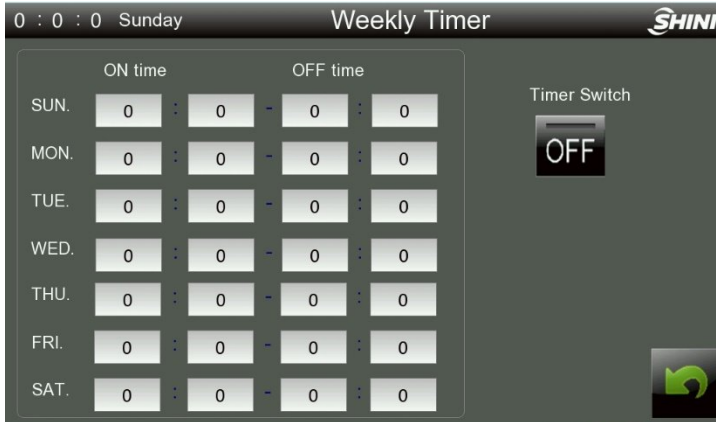 0 : 0 : 0 Sunday Weekly Timer SHINI
ON time OFF time
Timer Switch
SUN. 0 : 0 - 0 : 0
OFF
MON. 0 : 0 - 0 : 0
TUE. 0 : 0 - 0 : 0
WED. 0 : 0 - 0 : 0
THU. 0 : 0 - 0 : 0
FRI. 0 : 0 - 0 : 0
SAT. 0 : 0 - 0 : 0